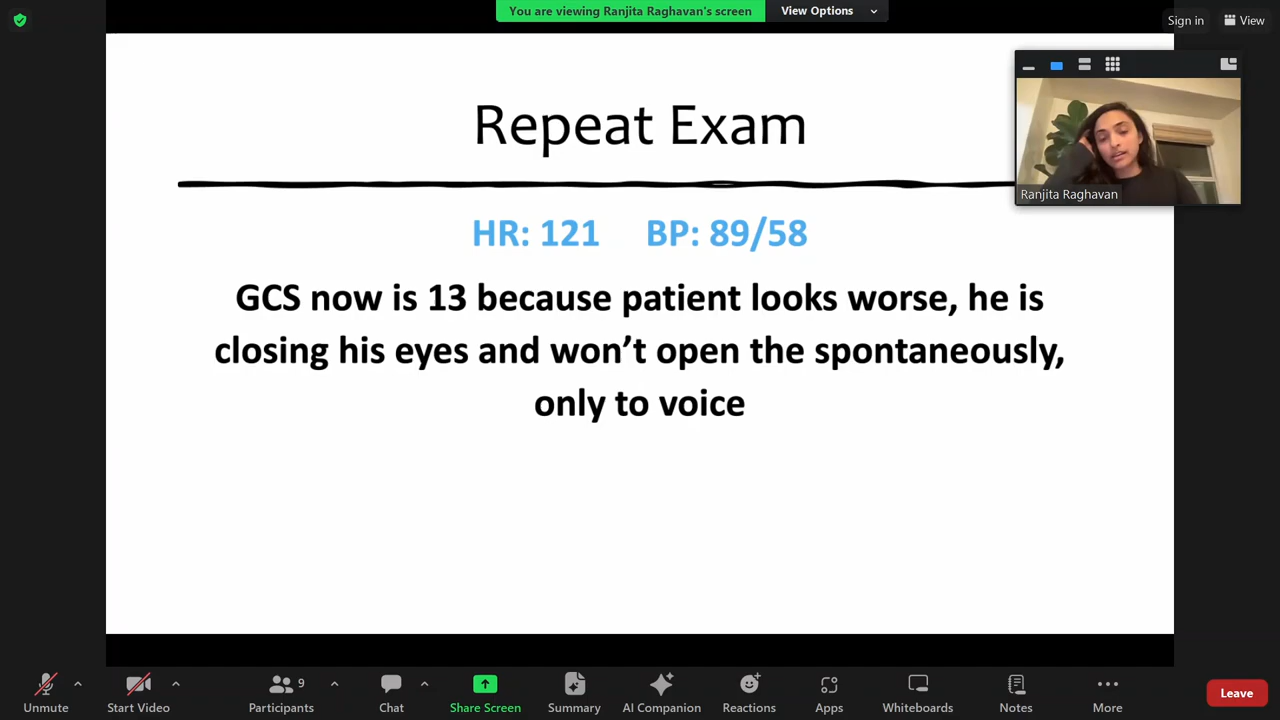 You are viewing Ranjita Raghavan's screen
View Options
Sign in
View
Repeat Exam
Ranjita Raghavan
HR: 121 BP: 89/58
GCS now is 13 because patient looks worse, he is
closing his eyes and won't open the spontaneously,
only to voice
Unmute
Start Video
9
Participants
Chat
Share Screen
Summary
AI Companion
Reactions
Apps
Whiteboards
Notes
More
Leave